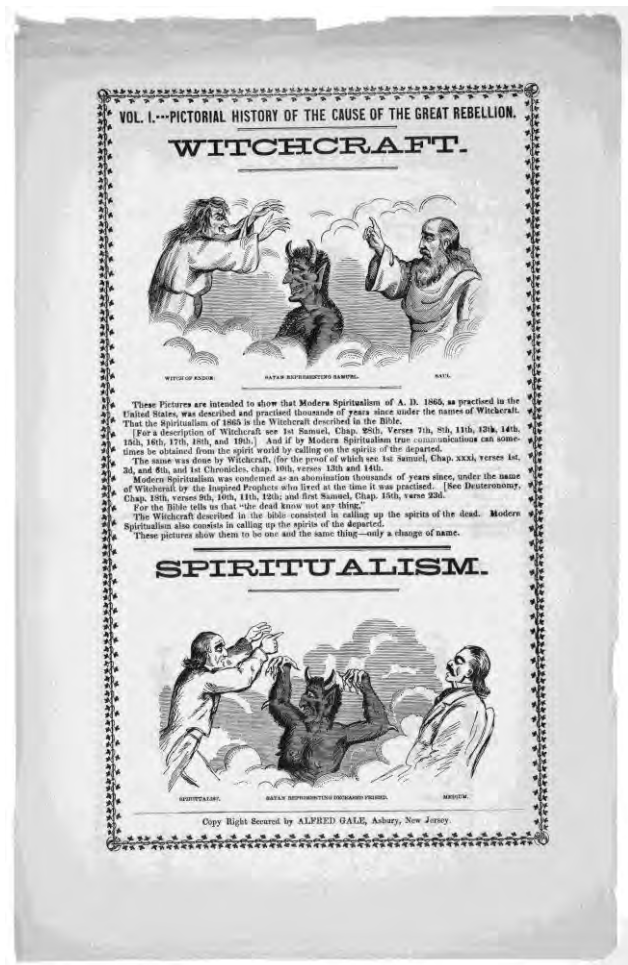 VOL. I.---PICTORIAL HISTORY OF THE CAUSE OF THE GREAT REBELLION.
WITCHCRAFT.
WITCH OF ENDOR. SATAN REPRESENTING SAMUEL. SAUL.
These Pictures are intended to show that Modern Spiritualism of A. D. 1865, as practised in the
United States, was described and practised thousands of years since under the names of Witchcraft.
That the Spiritualism of 1865 is the Witchcraft described in the Bible.
[For a description of Witchcraft see 1st Samuel, Chap. 28th, Verses 7th, 8th, 11th, 13th, 14th,
15th, 16th, 17th, 18th, and 19th.] And if by Modern Spiritualism true communications can some-
times be obtained from the spirit world by calling on the spirits of the departed.
The same was done by Witchcraft, (for the proof of which see 1st Samuel, Chap. xxxi, verses 1st,
3d, and 6th, and 1st Chronicles, chap. 10th, verses 13th and 14th.
Modern Spiritualism was condemed as an abomination thousands of years since, under the name
of Witchcraft by the Inspired Prophets who lived at the time it was practised. [See Deuteronomy,
Chap. 18th, verses 9th, 10th, 11th, 12th; and first Samuel, Chap. 15th, varse 23d.
For the Bible tells us that "the dead know not any thing."
The Witchcraft described in the bible consisted in calling up the spirits of the dead. Modern
Spiritualism also consists in calling up the spirits of the departed.
These pictures show them to be one and the same thing—only a change of name.
SPIRITUALISM.
SPIRITUALIST. SATAN REPRESENTING DECEASED FRIEND. MEDIUM.
Copy Right Secured by ALFRED GALE, Asbury, New Jersey.